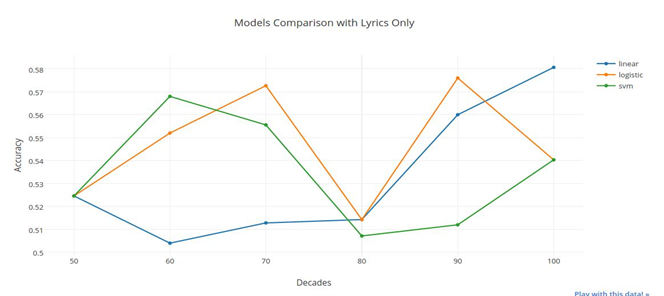 Models Comparison with Lyrics Only
linear
logistic
svm
Accuracy
0.58
0.57
0.56
0.55
0.54
0.53
0.52
0.51
0.5
50 60 70 80 90 100
Decades
Play with this data! »